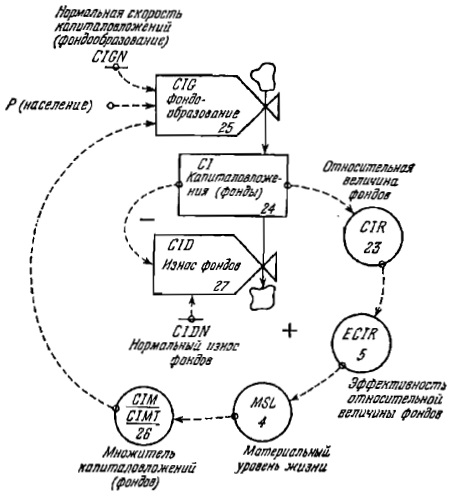 Нормальная скорость
капиталовложений
(фондообразование)
CIGN
P (население)
CIG
Фондо-
образование
25
CI
Капиталовложе-
ния (фонды)
24
Относительная
величина
фондов
CIR
23
−
CID
Износ фондов
27
CIDN
Нормальный износ
фондов
+
ECIR
5
Эффективность
относительной
величины фондов
MSL
4
Материальный
уровень жизни
CIM
CIMT
26
Множитель
капиталовложений
(фондов)